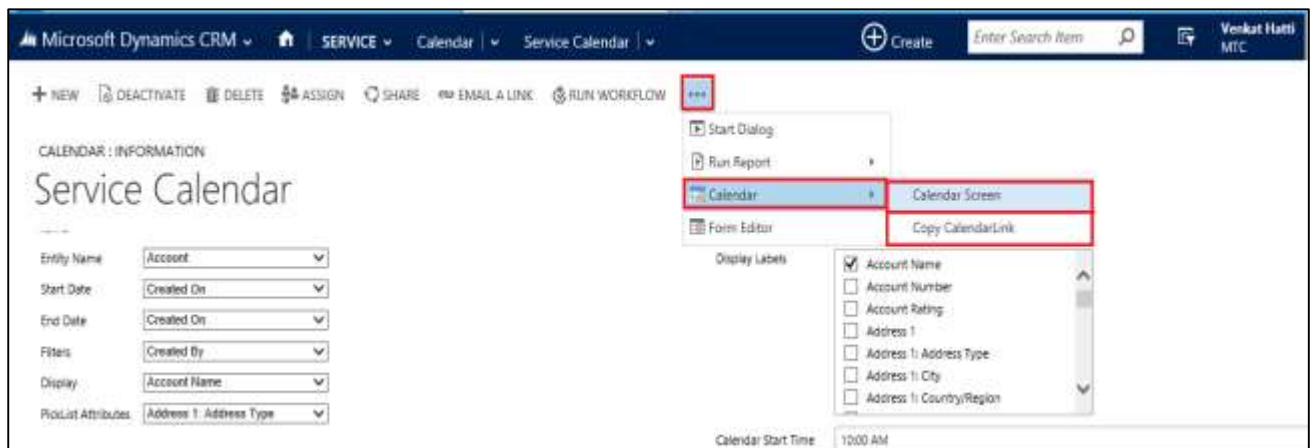 Microsoft Dynamics CRM SERVICE Calendar Service Calendar Create Enter Search Item Venkat Hatti
MTC
NEW DEACTIVATE DELETE ASSIGN SHARE EMAIL A LINK RUN WORKFLOW •••
Start Dialog
CALENDAR : INFORMATION
Run Report
Service Calendar
Calendar Calendar Screen
Form Editor Copy CalendarLink
Entity Name Account
Start Date Created On
End Date Created On
Filters Created By
Display Account Name
PickList Attributes Address 1: Address Type
Display Labels
Account Name
Account Number
Account Rating
Address 1
Address 1: Address Type
Address 1: City
Address 1: Country/Region
Calendar Start Time 10:00 AM